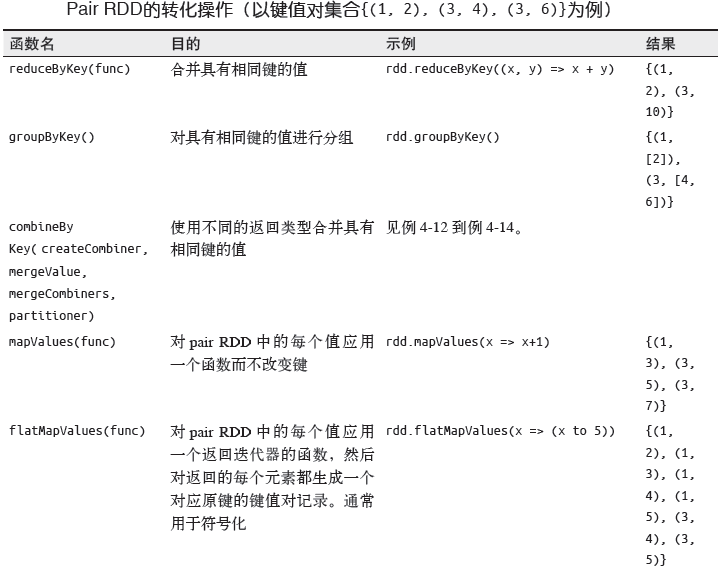 Pair RDD的转化操作（以键值对集合{(1, 2), (3, 4), (3, 6)}为例）
函数名 目的 示例 结果
reduceByKey(func) 合并具有相同键的值 rdd.reduceByKey((x, y) => x + y) {(1,
2), (3,
10)}
groupByKey() 对具有相同键的值进行分组 rdd.groupByKey() {(1,
[2]),
(3, [4,
6])}
combineBy 使用不同的返回类型合并具有 见例 4-12 到例 4-14。
Key( createCombiner, 相同键的值
mergeValue,
mergeCombiners,
partitioner)
mapValues(func) 对 pair RDD 中的每个值应用 rdd.mapValues(x => x+1) {(1,
一个函数而不改变键 3), (3,
5), (3,
7)}
flatMapValues(func) 对 pair RDD 中的每个值应用 rdd.flatMapValues(x => (x to 5)) {(1,
一个返回迭代器的函数，然后 2), (1,
对返回的每个元素都生成一个 3), (1,
对应原键的键值对记录。通常 4), (1,
用于符号化 5), (3,
4), (3,
5)}